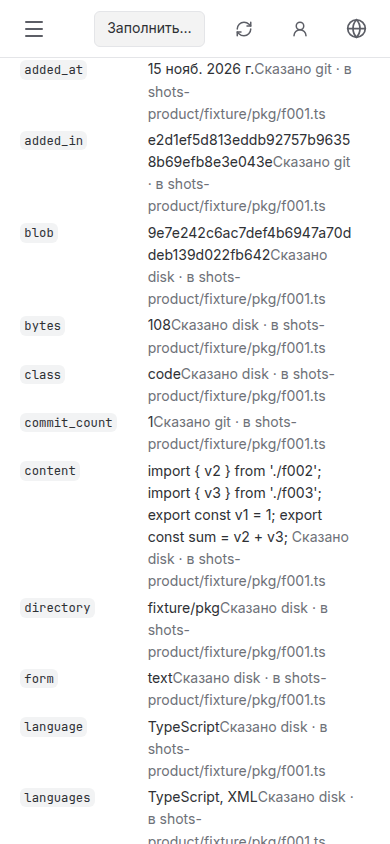 Заполнить...
added_at
15 нояб. 2026 г.Сказано git · в
shots-
product/fixture/pkg/f001.ts
added_in
e2d1ef5d813eddb92757b9635
8b69efb8e3e043eСказано git
· в shots-
product/fixture/pkg/f001.ts
blob
9e7e242c6ac7def4b6947a70d
deb139d022fb642Сказано
disk · в shots-
product/fixture/pkg/f001.ts
bytes
108Сказано disk · в shots-
product/fixture/pkg/f001.ts
class
codeСказано disk · в shots-
product/fixture/pkg/f001.ts
commit_count
1Сказано git · в shots-
product/fixture/pkg/f001.ts
content
import { v2 } from './f002';
import { v3 } from './f003';
export const v1 = 1; export
const sum = v2 + v3; Сказано
disk · в shots-
product/fixture/pkg/f001.ts
directory
fixture/pkgСказано disk · в
shots-
product/fixture/pkg/f001.ts
form
textСказано disk · в shots-
product/fixture/pkg/f001.ts
language
TypeScriptСказано disk · в
shots-
product/fixture/pkg/f001.ts
languages
TypeScript, XMLСказано disk ·
в shots-
product/fixture/pkg/f001.ts